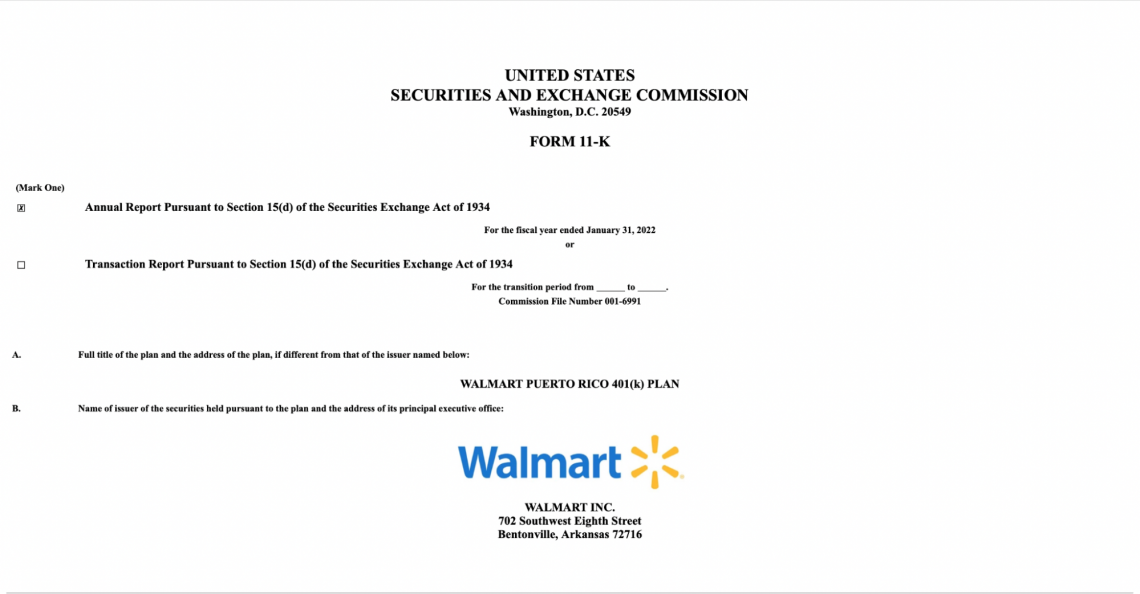 UNITED STATES
SECURITIES AND EXCHANGE COMMISSION
Washington, D.C. 20549
FORM 11-K
(Mark One)
☒ Annual Report Pursuant to Section 15(d) of the Securities Exchange Act of 1934
For the fiscal year ended January 31, 2022
or
☐ Transaction Report Pursuant to Section 15(d) of the Securities Exchange Act of 1934
For the transition period from ______ to ______.
Commission File Number 001-6991
A. Full title of the plan and the address of the plan, if different from that of the issuer named below:
WALMART PUERTO RICO 401(k) PLAN
B. Name of issuer of the securities held pursuant to the plan and the address of its principal executive office:
Walmart
WALMART INC.
702 Southwest Eighth Street
Bentonville, Arkansas 72716